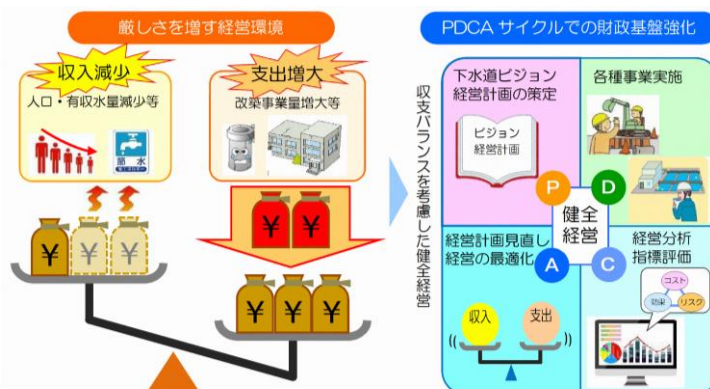 厳しさを増す経営環境
収入減少
人口・有収水量減少等
節水
支出増大
改築事業量増大等
¥
¥
¥
¥
¥
¥
¥
¥
収支バランスを考慮した健全経営
PDCAサイクルでの財政基盤強化
下水道ビジョン
経営計画の策定
ビジョン
経営計画
各種事業実施
P
D
健全
経営
A
C
経営計画見直し
経営の最適化
収入
支出
経営分析
指標評価
コスト
効果
リスク